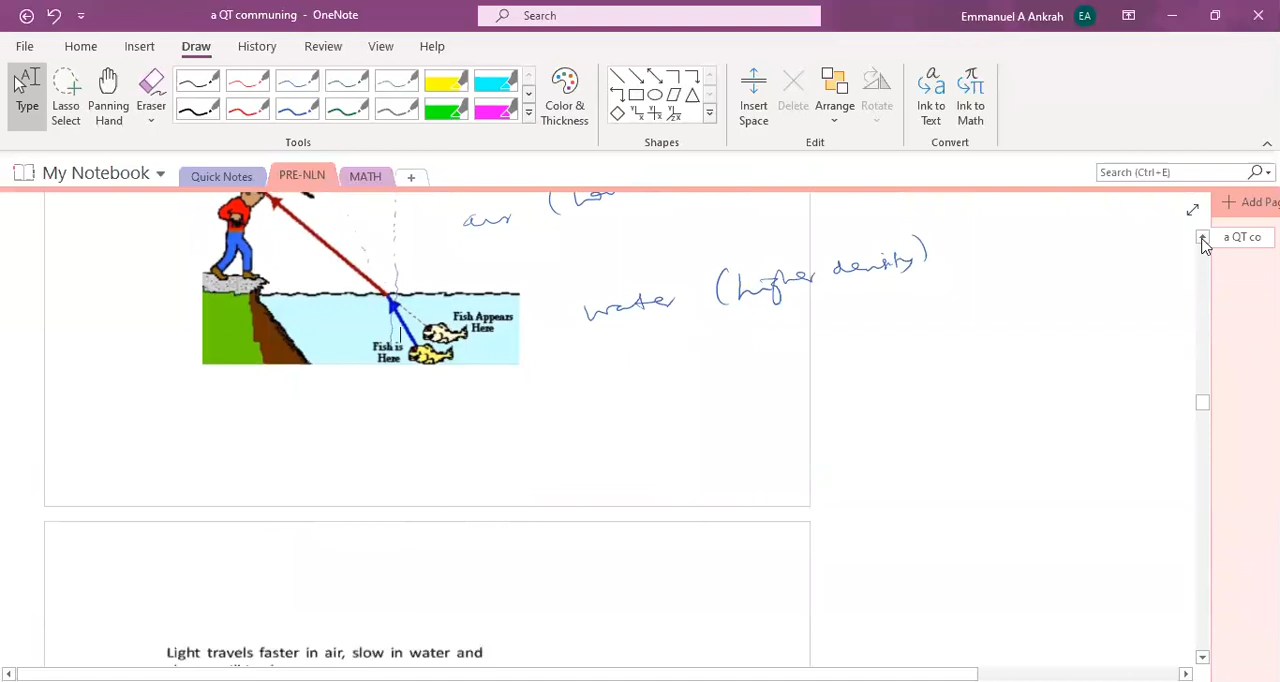 a QT communing - OneNote
Search
Emmanuel A Ankrah
EA
File Home Insert Draw History Review View Help
Type
Lasso Select
Panning Hand
Eraser
Color & Thickness
Insert Space
Delete
Arrange
Rotate
Ink to Text
Ink to Math
Tools
Shapes
Edit
Convert
My Notebook
Quick Notes
PRE-NLN
MATH
Search (Ctrl+E)
Add Pag
a QT co
air
water (higher density)
Fish Appears
Here
Fish is
Here
Light travels faster in air, slow in water and